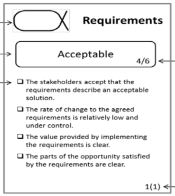 Requirements
Acceptable
4/6
❑ The stakeholders accept that the
requirements describe an acceptable
solution.
❑ The rate of change to the agreed
requirements is relatively low and
under control.
❑ The value provided by implementing
the requirements is clear.
❑ The parts of the opportunity satisfied
by the requirements are clear.
1(1)